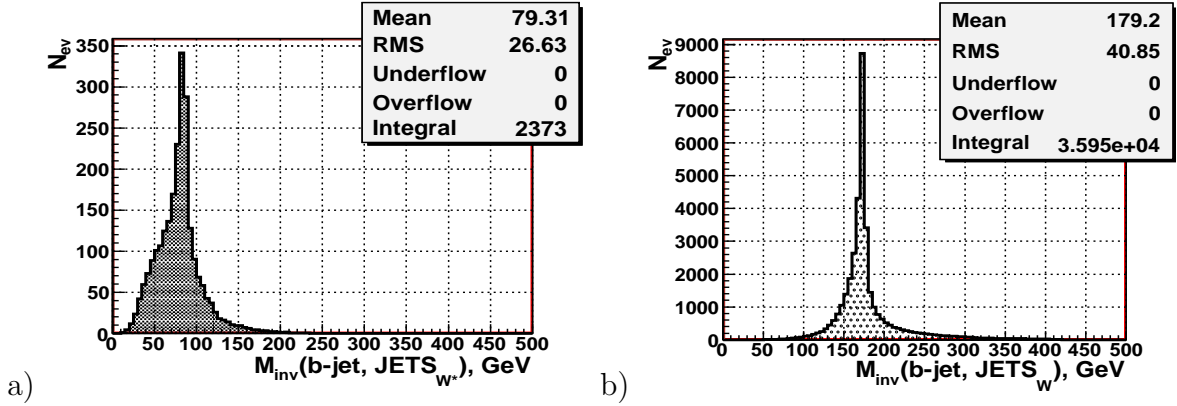 Mean 79.31
RMS 26.63
Underflow 0
Overflow 0
Integral 2373
N_ev
350
300
250
200
150
100
50
0
0 50 100 150 200 250 300 350 400 450 500
M_inv(b-jet, JETS_W*), GeV
a)
Mean 179.2
RMS 40.85
Underflow 0
Overflow 0
Integral 3.595e+04
N_ev
9000
8000
7000
6000
5000
4000
3000
2000
1000
0
0 50 100 150 200 250 300 350 400 450 500
M_inv(b-jet, JETS_W), GeV
b)